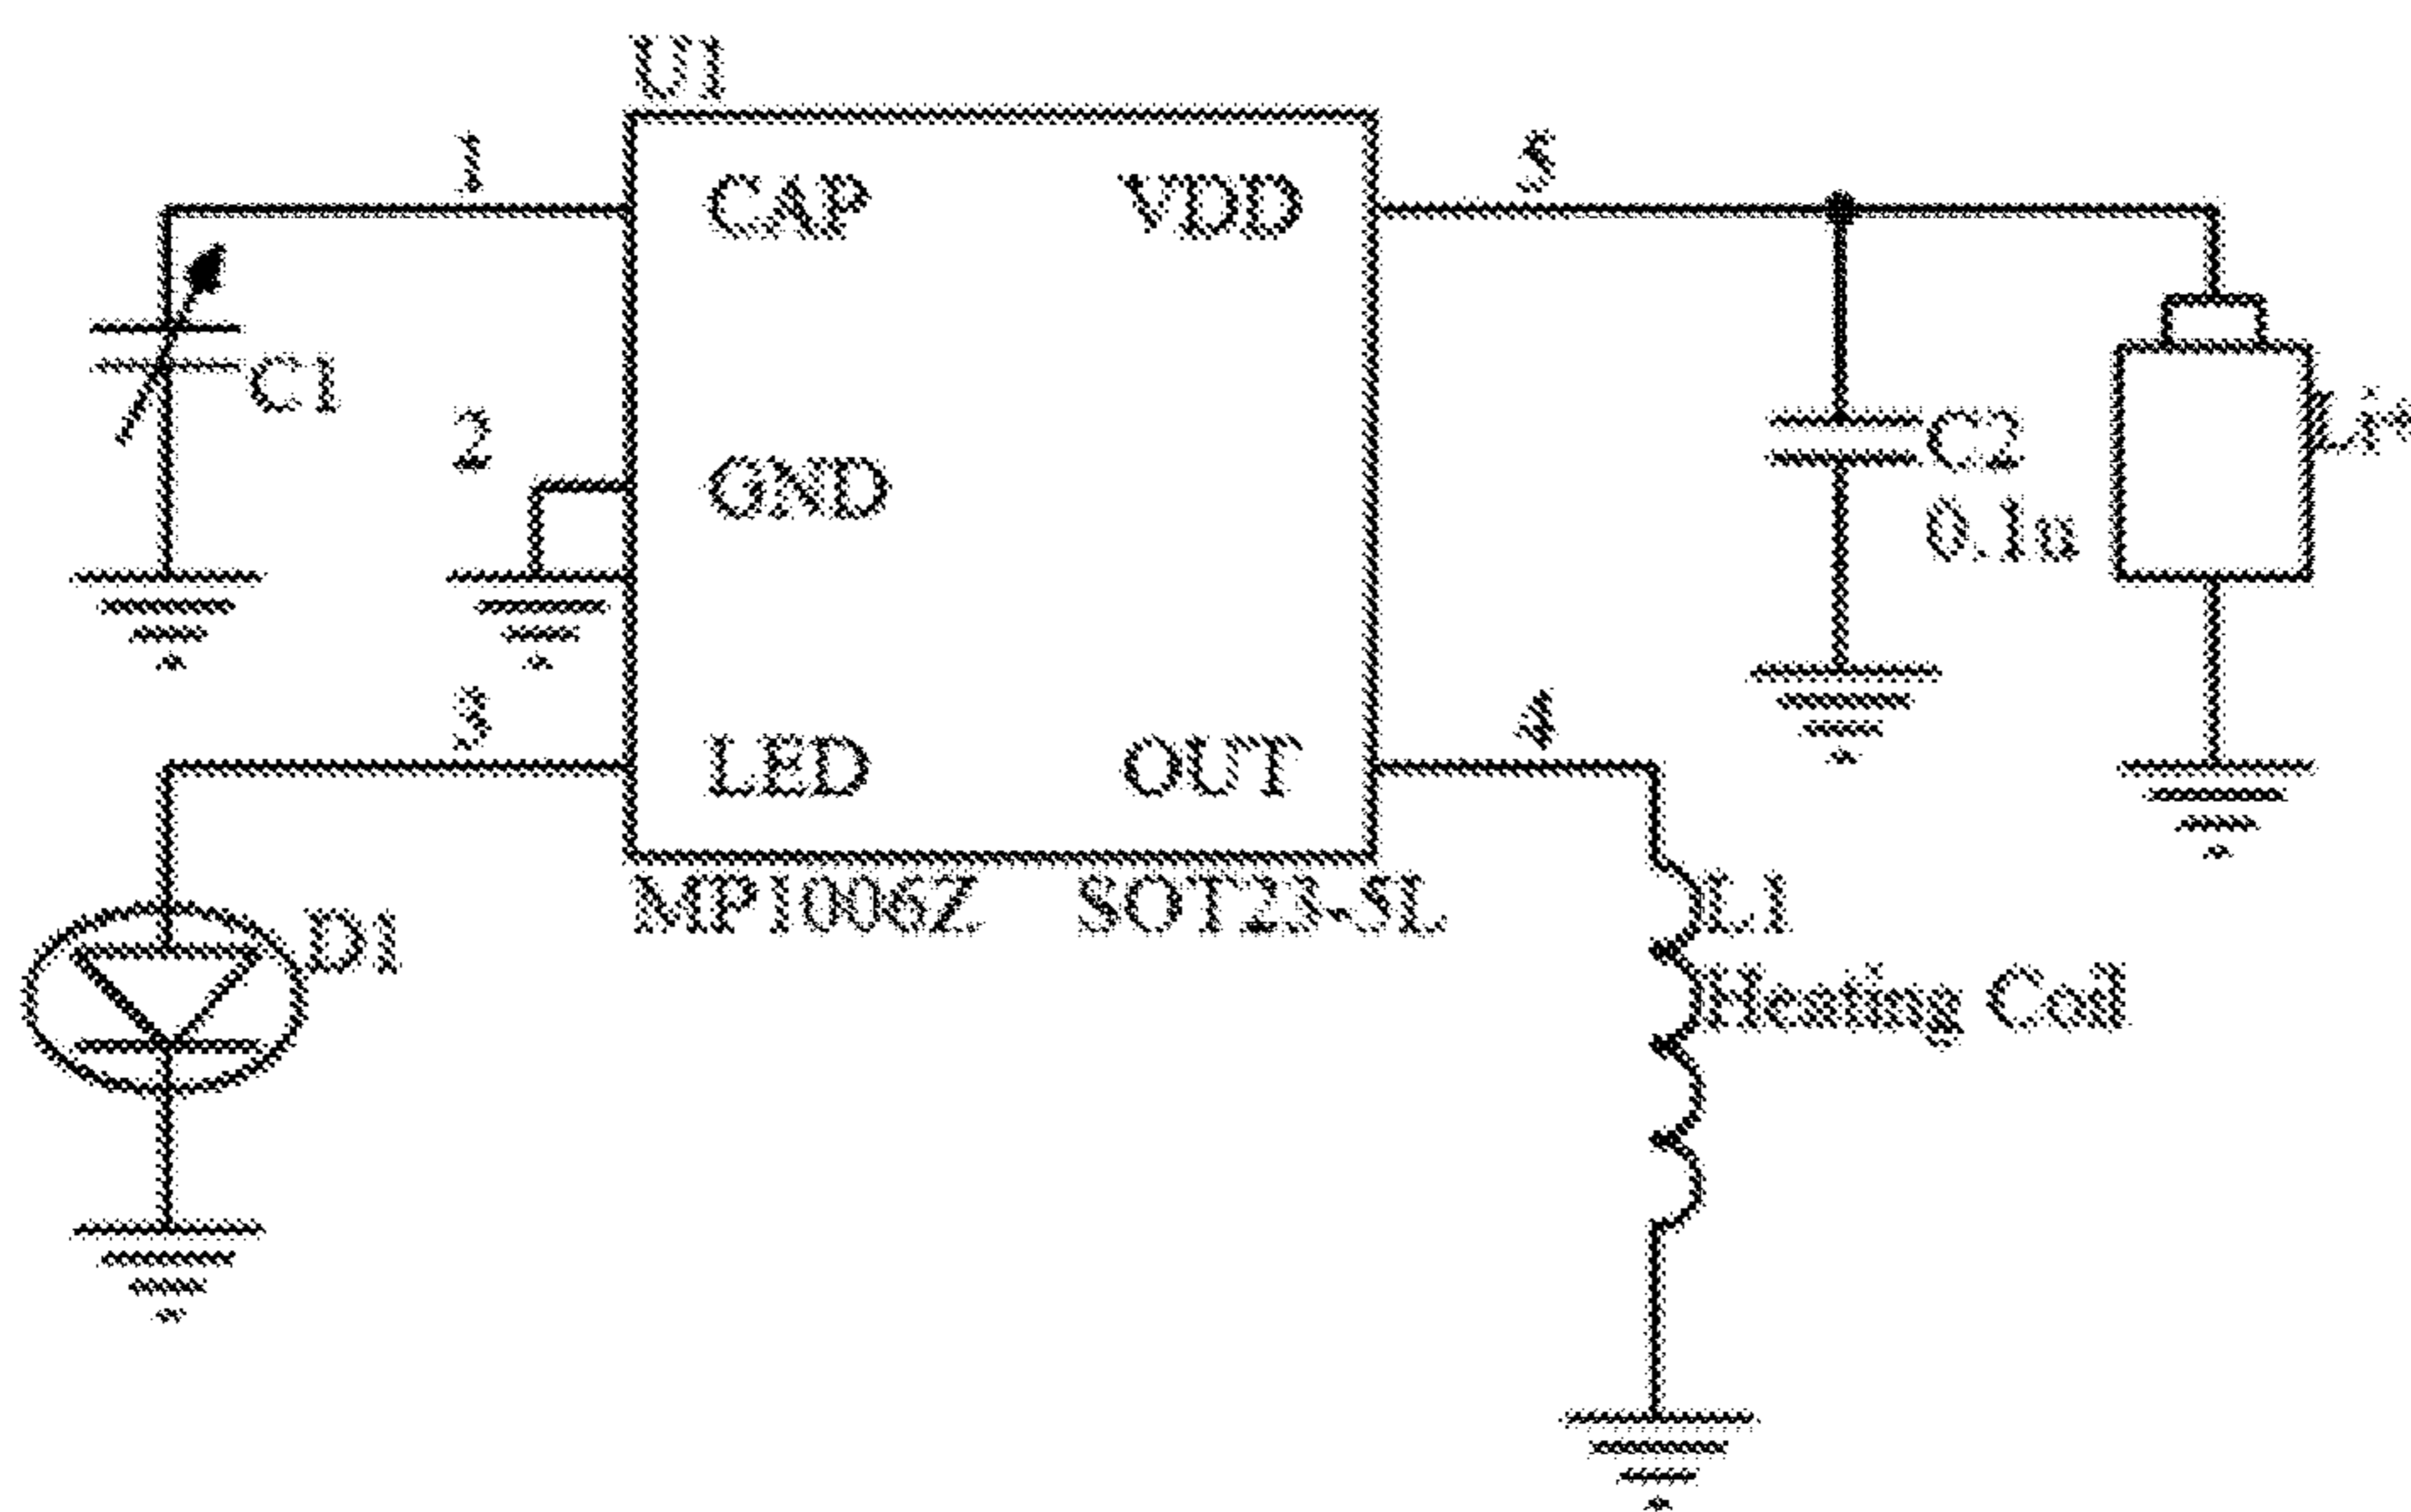 U1
1
5
CAP
VDD
C1
2
GND
C2
0.1u
Li+
3
4
LED
OUT
MP1006Z SOT23-5L
D1
L1
Heating Coil